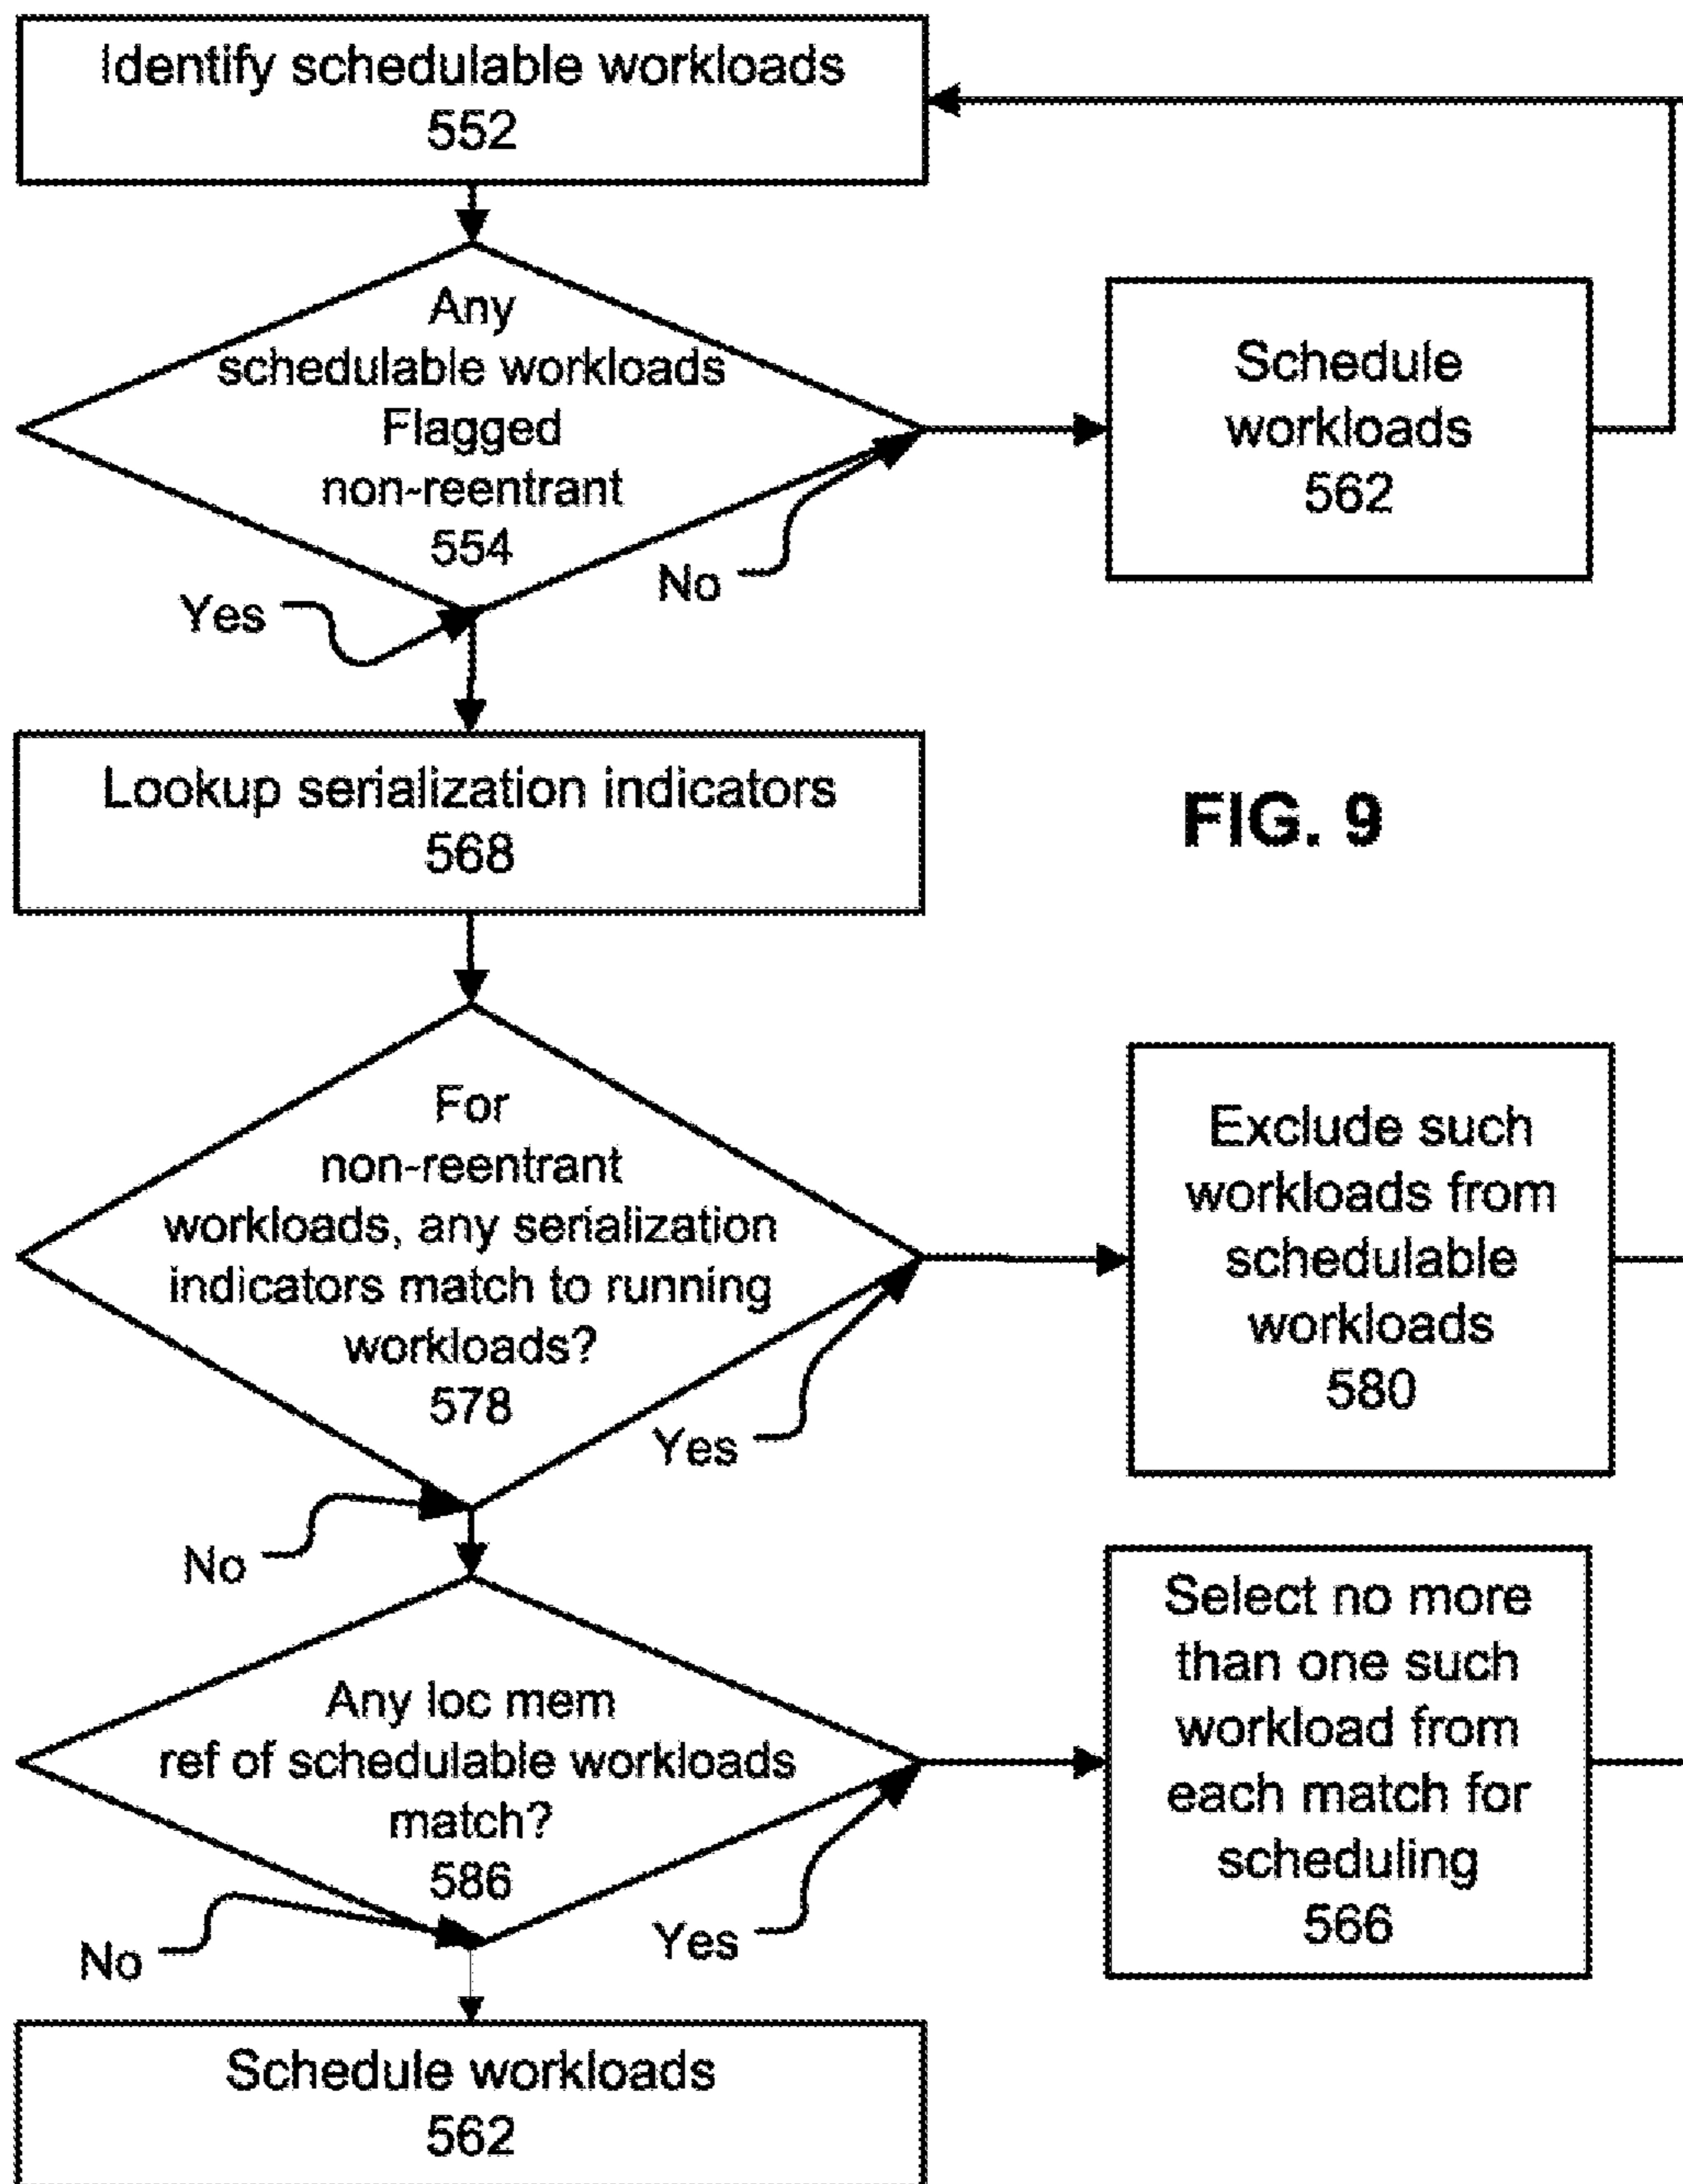 Identify schedulable workloads
552
Any
schedulable workloads
Flagged
non-reentrant
554
No
Yes
Schedule
workloads
562
Lookup serialization indicators
568
FIG. 9
For
non-reentrant
workloads, any serialization
indicators match to running
workloads?
578
Yes
No
Exclude such
workloads from
schedulable
workloads
580
Any loc mem
ref of schedulable workloads
match?
586
Yes
No
Select no more
than one such
workload from
each match for
scheduling
566
Schedule workloads
562